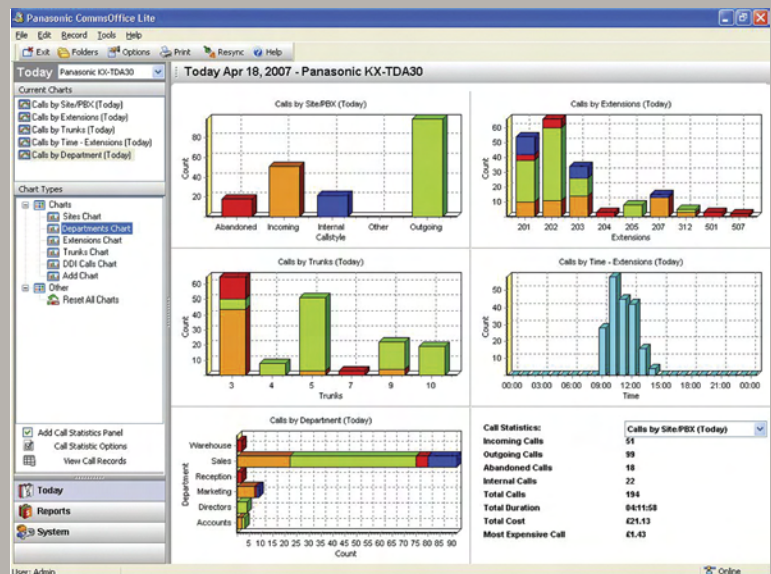 Panasonic CommsOffice Lite
File Edit Record Tools Help
Exit Folders Options Print Resync Help
Today Panasonic KX-TDA30
Current Charts
Calls by Site/PBX (Today)
Calls by Extensions (Today)
Calls by Trunks (Today)
Calls by Time - Extensions (Today)
Calls by Department (Today)
Chart Types
Charts
Sites Chart
Departments Chart
Extensions Chart
Trunks Chart
DDI Calls Chart
Add Chart
Other
Reset All Charts
Add Call Statistics Panel
Call Statistic Options
View Call Records
Today
Reports
System
User: Admin
Today Apr 18, 2007 - Panasonic KX-TDA30
Calls by Site/PBX (Today)
Count
80
60
40
20
Abandoned Incoming Internal Other Outgoing
Callstyle
Calls by Extensions (Today)
Count
60
50
40
30
20
10
201 202 203 204 205 207 312 501 507
Extensions
Calls by Trunks (Today)
Count
60
50
40
30
20
10
3 4 5 7 9 10
Trunks
Calls by Time - Extensions (Today)
Count
50
40
30
20
10
00:00 03:00 06:00 09:00 12:00 15:00 18:00 21:00 00:00
Time
Calls by Department (Today)
Department
Warehouse
Sales
Reception
Marketing
Directors
Accounts
5 10 15 20 25 30 35 40 45 50 55 60 65 70 75 80 85 90
Count
Call Statistics: Calls by Site/PBX (Today)
Incoming Calls 51
Outgoing Calls 99
Abandoned Calls 18
Internal Calls 22
Total Calls 194
Total Duration 04:11:58
Total Cost £21.13
Most Expensive Call £1.43
Online